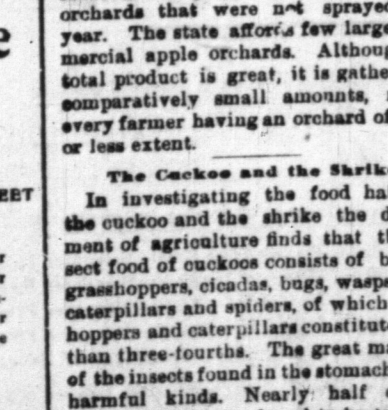 orchards that were not spraye
year. The state affords few large
mercial apple orchards. Althou
total product is great, it is gathe
comparatively small amounts,
every farmer having an orchard of
or less extent.
The Cuckoo and the Shrik
In investigating the food ha
the cuckoo and the shrike the d
ment of agriculture finds that t
sect food of cuckoos consists of b
grasshoppers, cicadas, bugs, wasps
caterpillars and spiders, of which
hoppers and caterpillars constitut
than three-fourths. The great m
of the insects found in the stomach
harmful kinds. Nearly half
EET
r
r
r
e